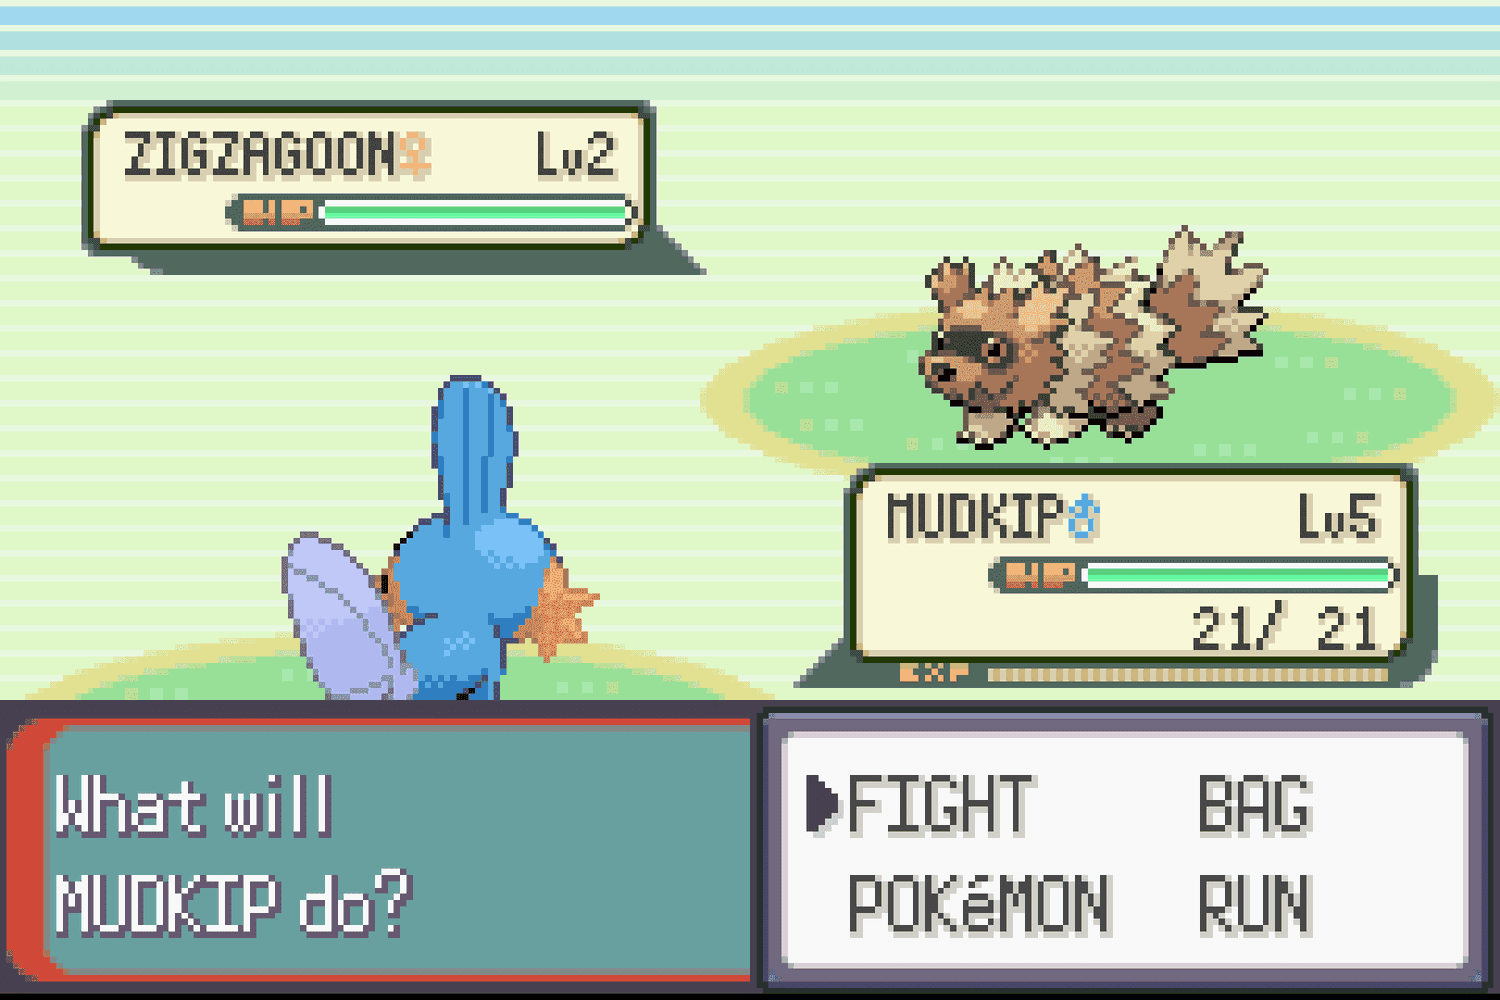 ZIGZAGOON♀ Lv2
HP
MUDKIP♂ Lv5
HP
21/ 21
EXP
What will
MUDKIP do?
FIGHT BAG
POKéMON RUN